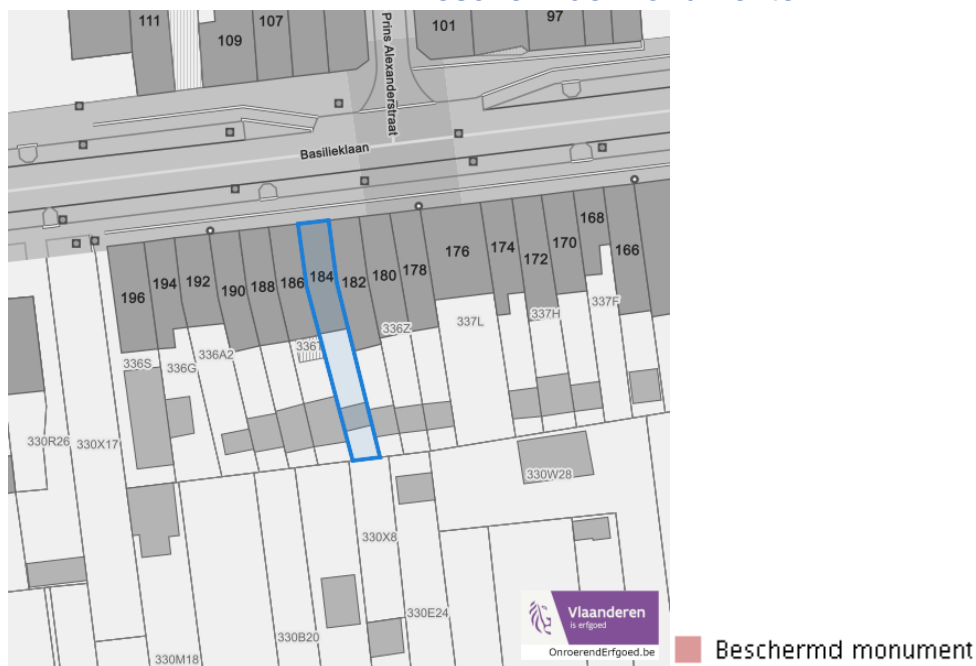 111
109
107
101
97
Prins Alexanderstraat
Basilieklaan
196
194
192
190
188
186
184
182
180
178
176
174
172
170
168
166
336S
336G
336A2
336Z
337L
337H
337F
330R26
330X17
330W28
330X8
330E24
330B20
330M18
Vlaanderen
is erfgoed
OnroerendErfgoed.be
Beschermd monument